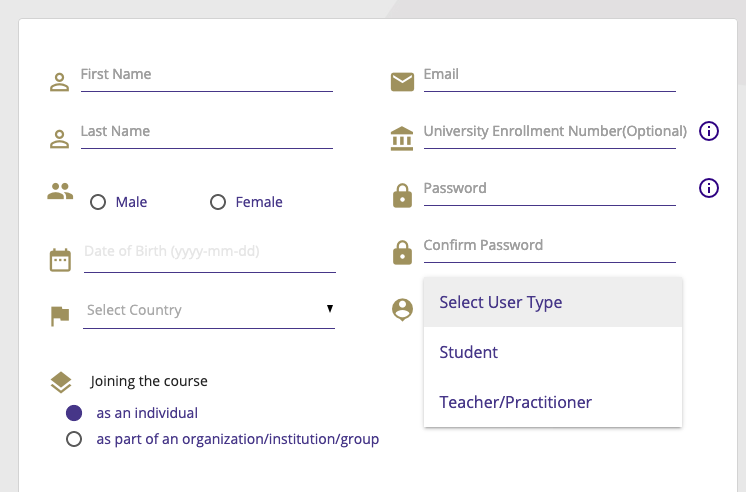 First Name
Email
Last Name
University Enrollment Number(Optional)
Male
Female
Password
Date of Birth (yyyy-mm-dd)
Confirm Password
Select Country
Select User Type
Student
Joining the course
Teacher/Practitioner
as an individual
as part of an organization/institution/group